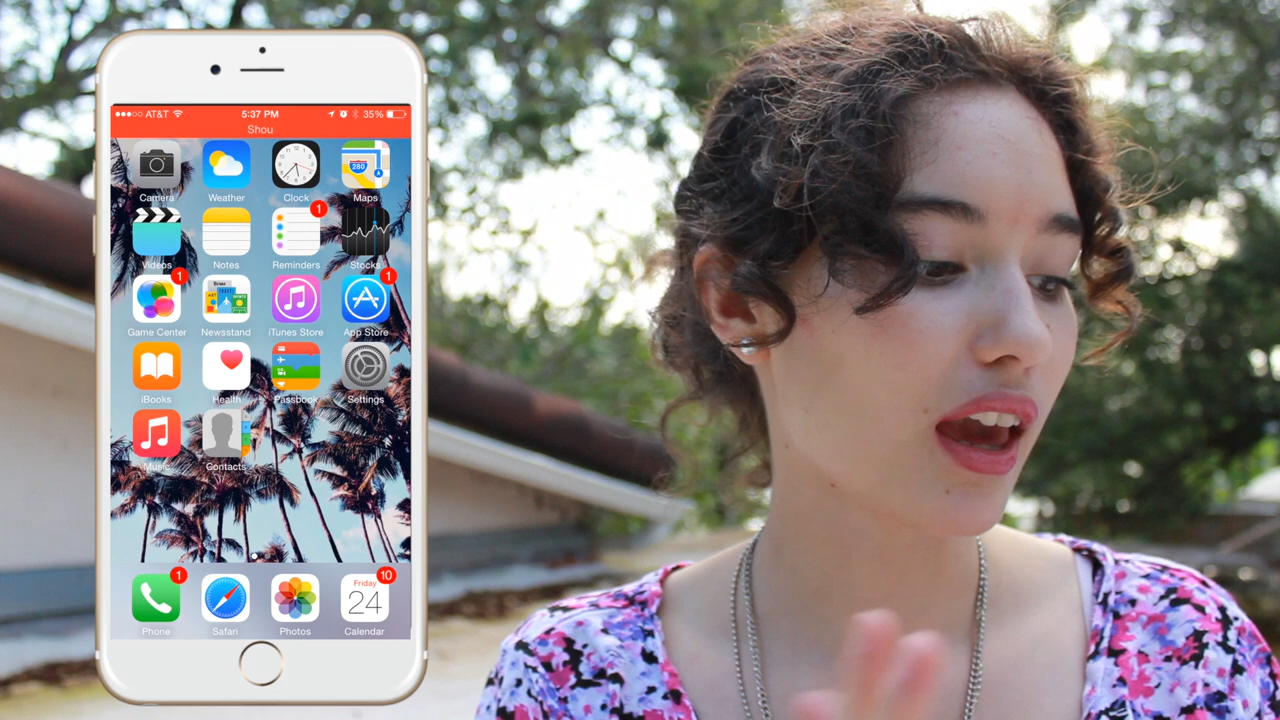 AT&T 5:37 PM 35%
Shou
Camera Weather Clock Maps
280
Videos Notes Reminders Stocks
1
Game Center Newsstand iTunes Store App Store
1 1
iBooks Health Passbook Settings
Music Contacts
1 10
Friday
24
Phone Safari Photos Calendar